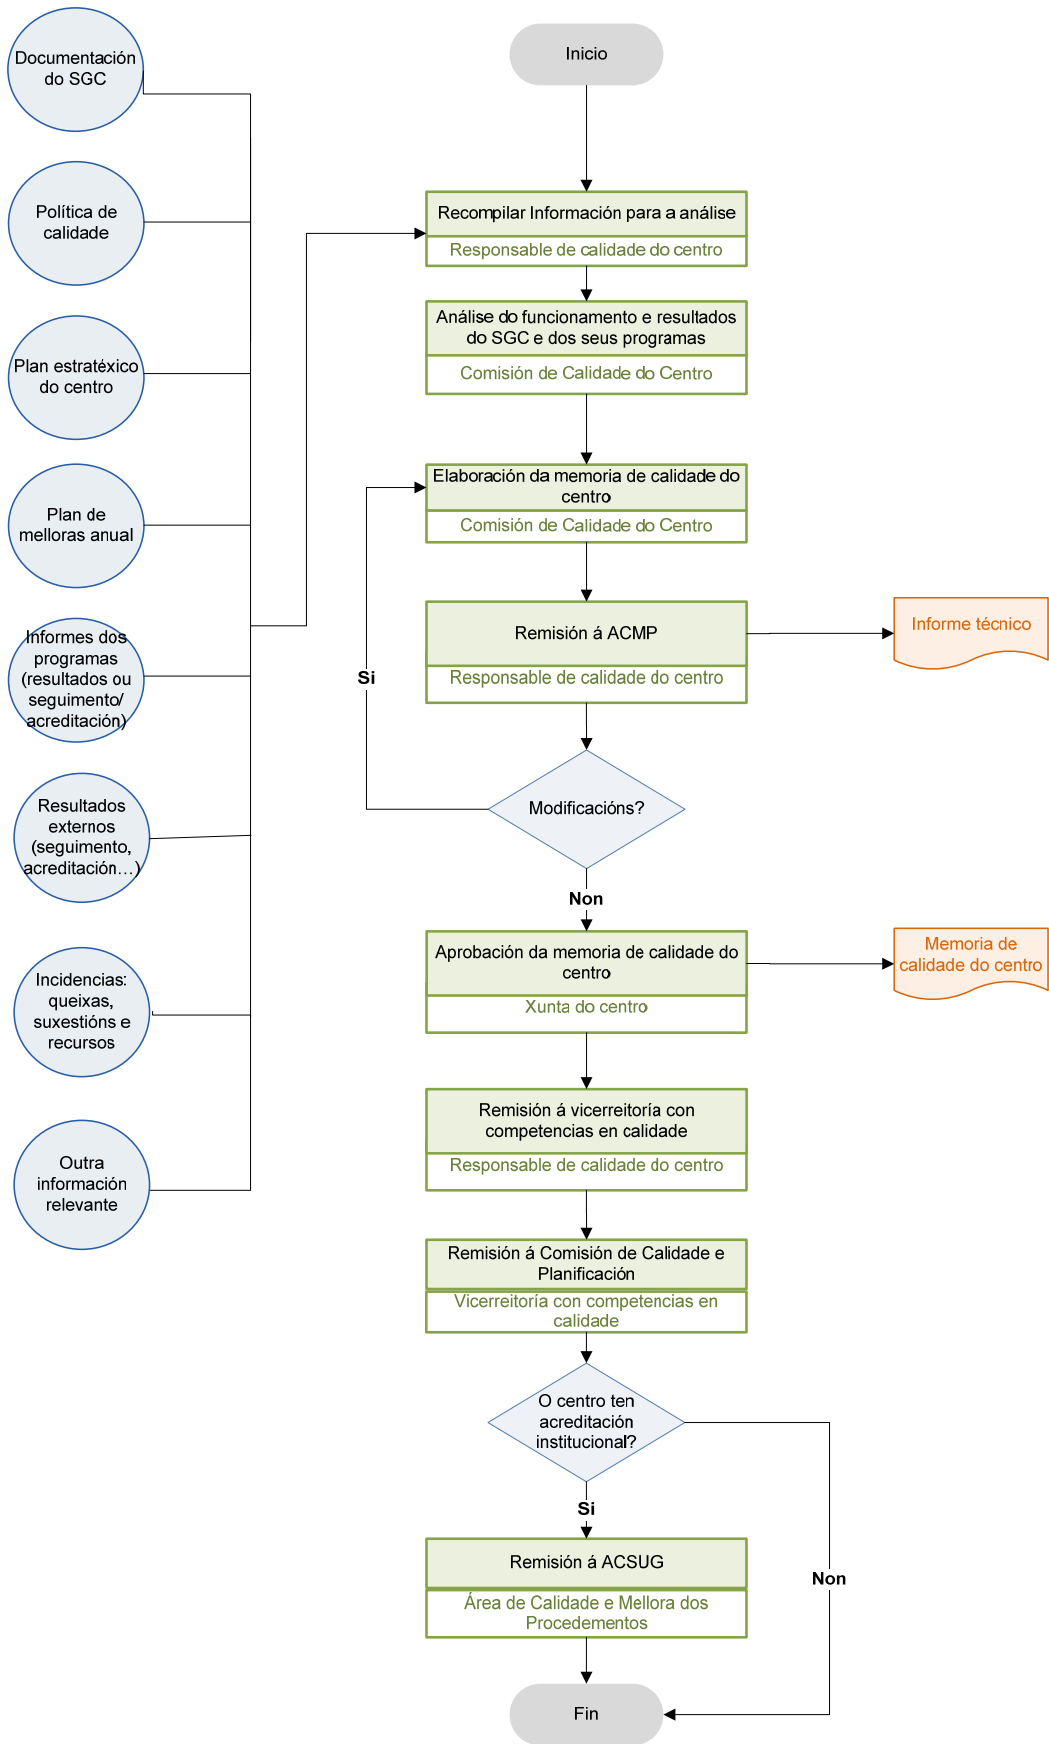 Documentación
do SGC
Política de
calidade
Plan estratéxico
do centro
Plan de
melloras anual
Informes dos
programas
(resultados ou
seguimento/
acreditación)
Resultados
externos
(seguimento,
acreditación…)
Incidencias:
queixas,
suxestións e
recursos
Outra
información
relevante
Inicio
Recompilar Información para a análise
Responsable de calidade do centro
Análise do funcionamento e resultados
do SGC e dos seus programas
Comisión de Calidade do Centro
Elaboración da memoria de calidade do
centro
Comisión de Calidade do Centro
Remisión á ACMP
Responsable de calidade do centro
Informe técnico
Si
Modificacións?
Non
Aprobación da memoria de calidade do
centro
Xunta do centro
Memoria de
calidade do centro
Remisión á vicerreitoría con
competencias en calidade
Responsable de calidade do centro
Remisión á Comisión de Calidade e
Planificación
Vicerreitoría con competencias en
calidade
O centro ten
acreditación
institucional?
Si
Non
Remisión á ACSUG
Área de Calidade e Mellora dos
Procedementos
Fin